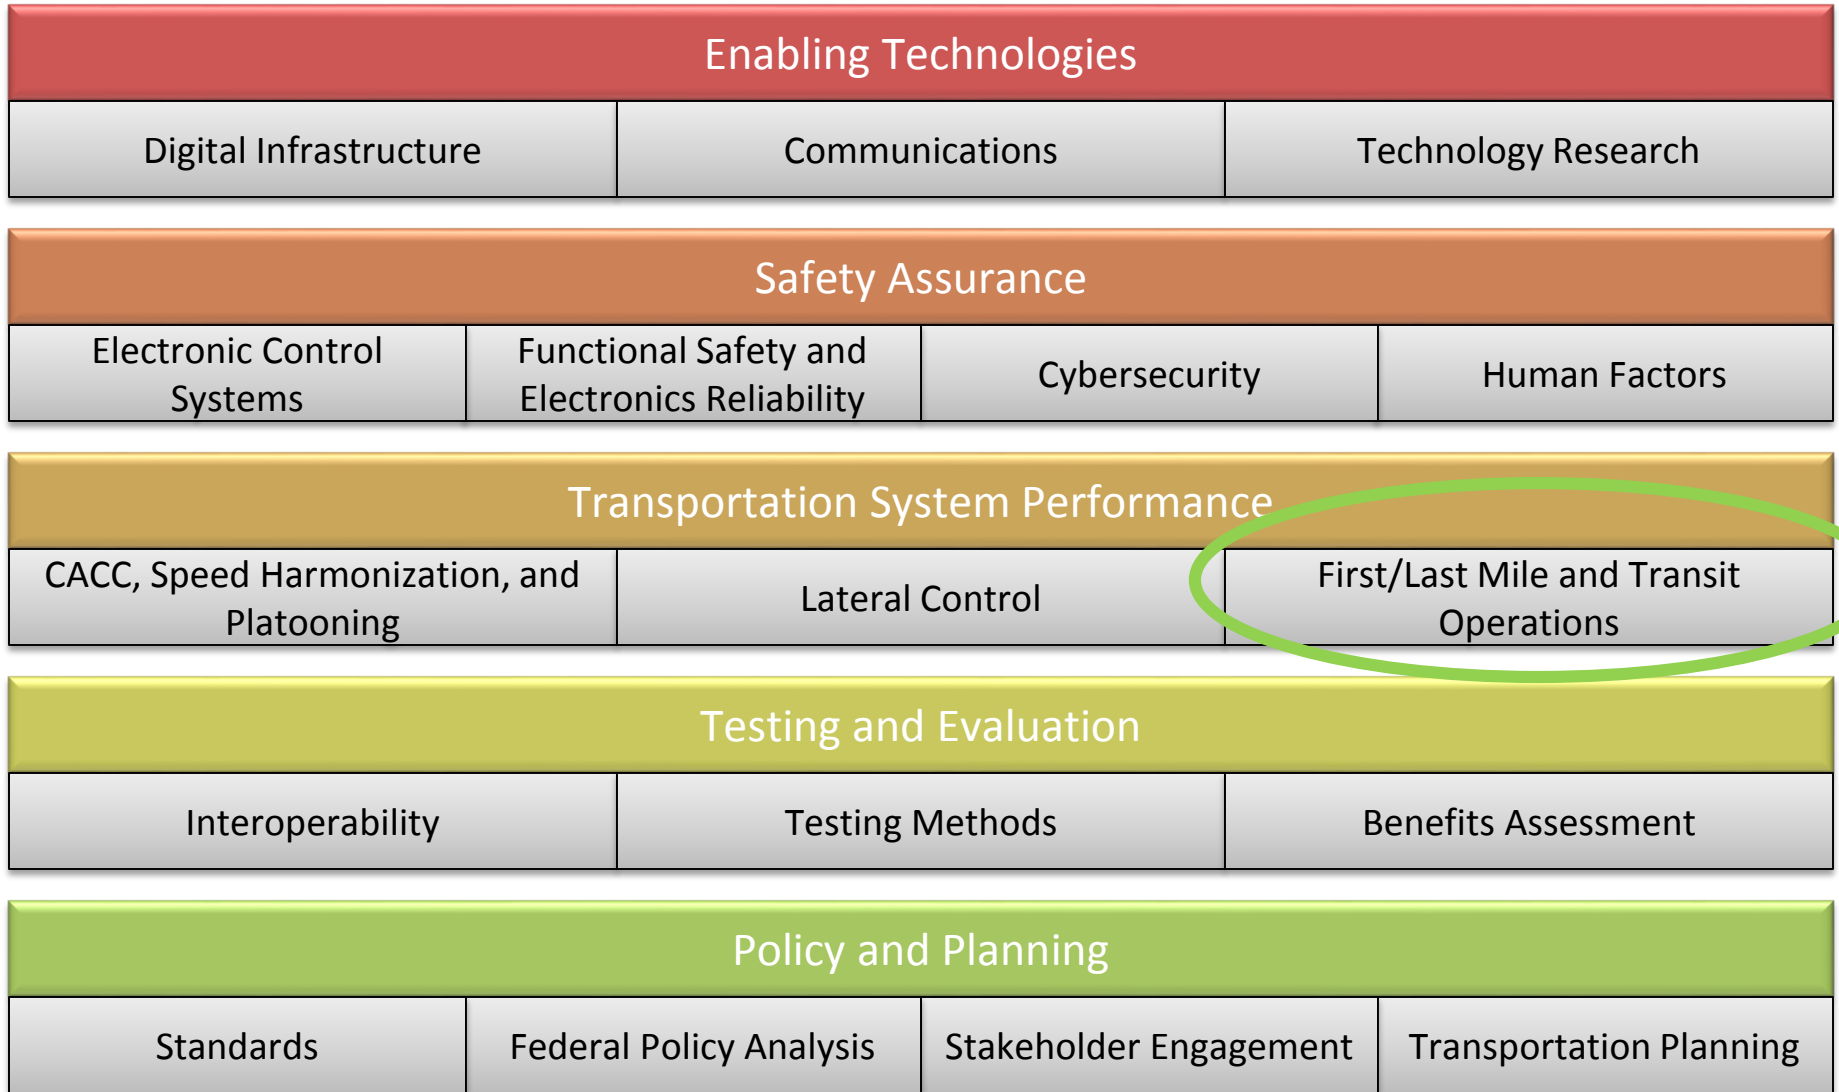 Enabling Technologies
Digital Infrastructure
Communications
Technology Research
Safety Assurance
Electronic Control
Systems
Functional Safety and
Electronics Reliability
Cybersecurity
Human Factors
Transportation System Performance
CACC, Speed Harmonization, and
Platooning
Lateral Control
First/Last Mile and Transit
Operations
Testing and Evaluation
Interoperability
Testing Methods
Benefits Assessment
Policy and Planning
Standards
Federal Policy Analysis
Stakeholder Engagement
Transportation Planning